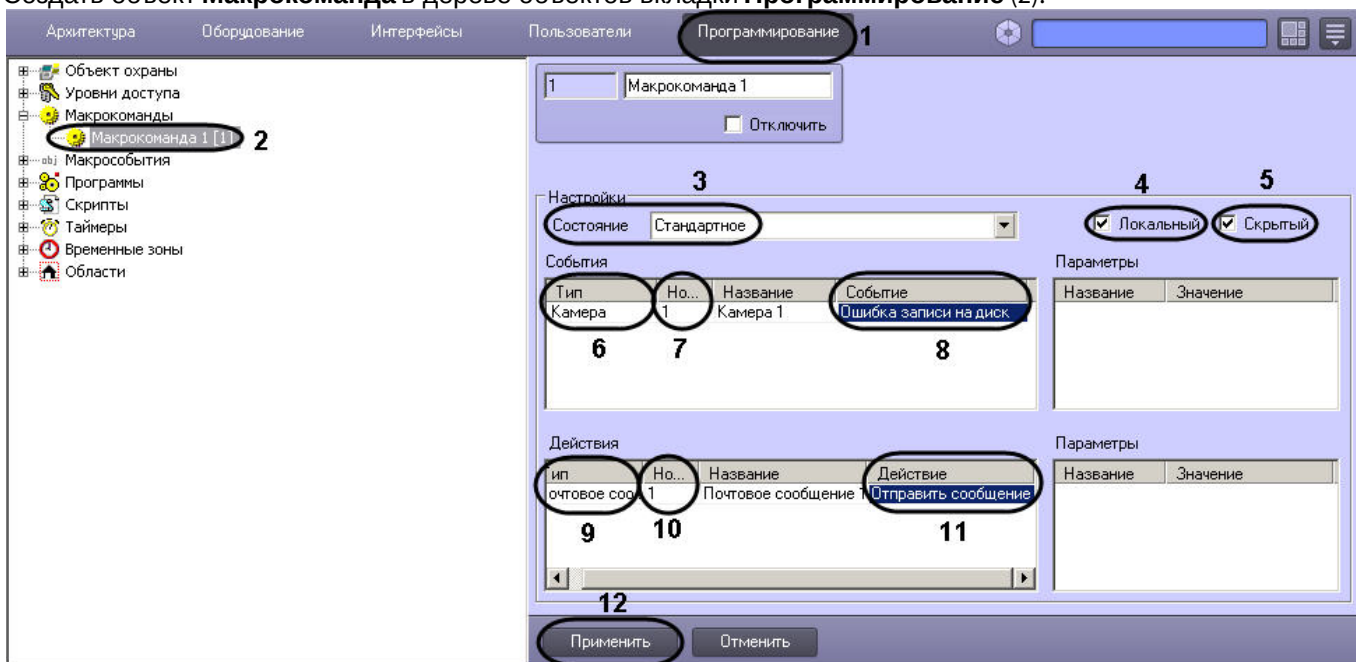 Создать объект Макрокоманда в дереве объектов вкладки Программирование (2).
Архитектура Оборудование Интерфейсы Пользователи Программирование 1
Объект охраны
Уровни доступа
Макрокоманды
Макрокоманда 1 [1] 2
obj Макрособытия
Программы
Скрипты
Таймеры
Временные зоны
Области
1 Макрокоманда 1
Отключить
3 4 5
Настройки
Состояние Стандартное Локальный Скрытый
События Параметры
Тип Но... Название Событие Название Значение
Камера 1 Камера 1 Ошибка записи на диск
6 7 8
Действия Параметры
ип Но... Название Действие Название Значение
очтовое соо 1 Почтовое сообщение 1 Отправить сообщение
9 10 11
12
Применить Отменить